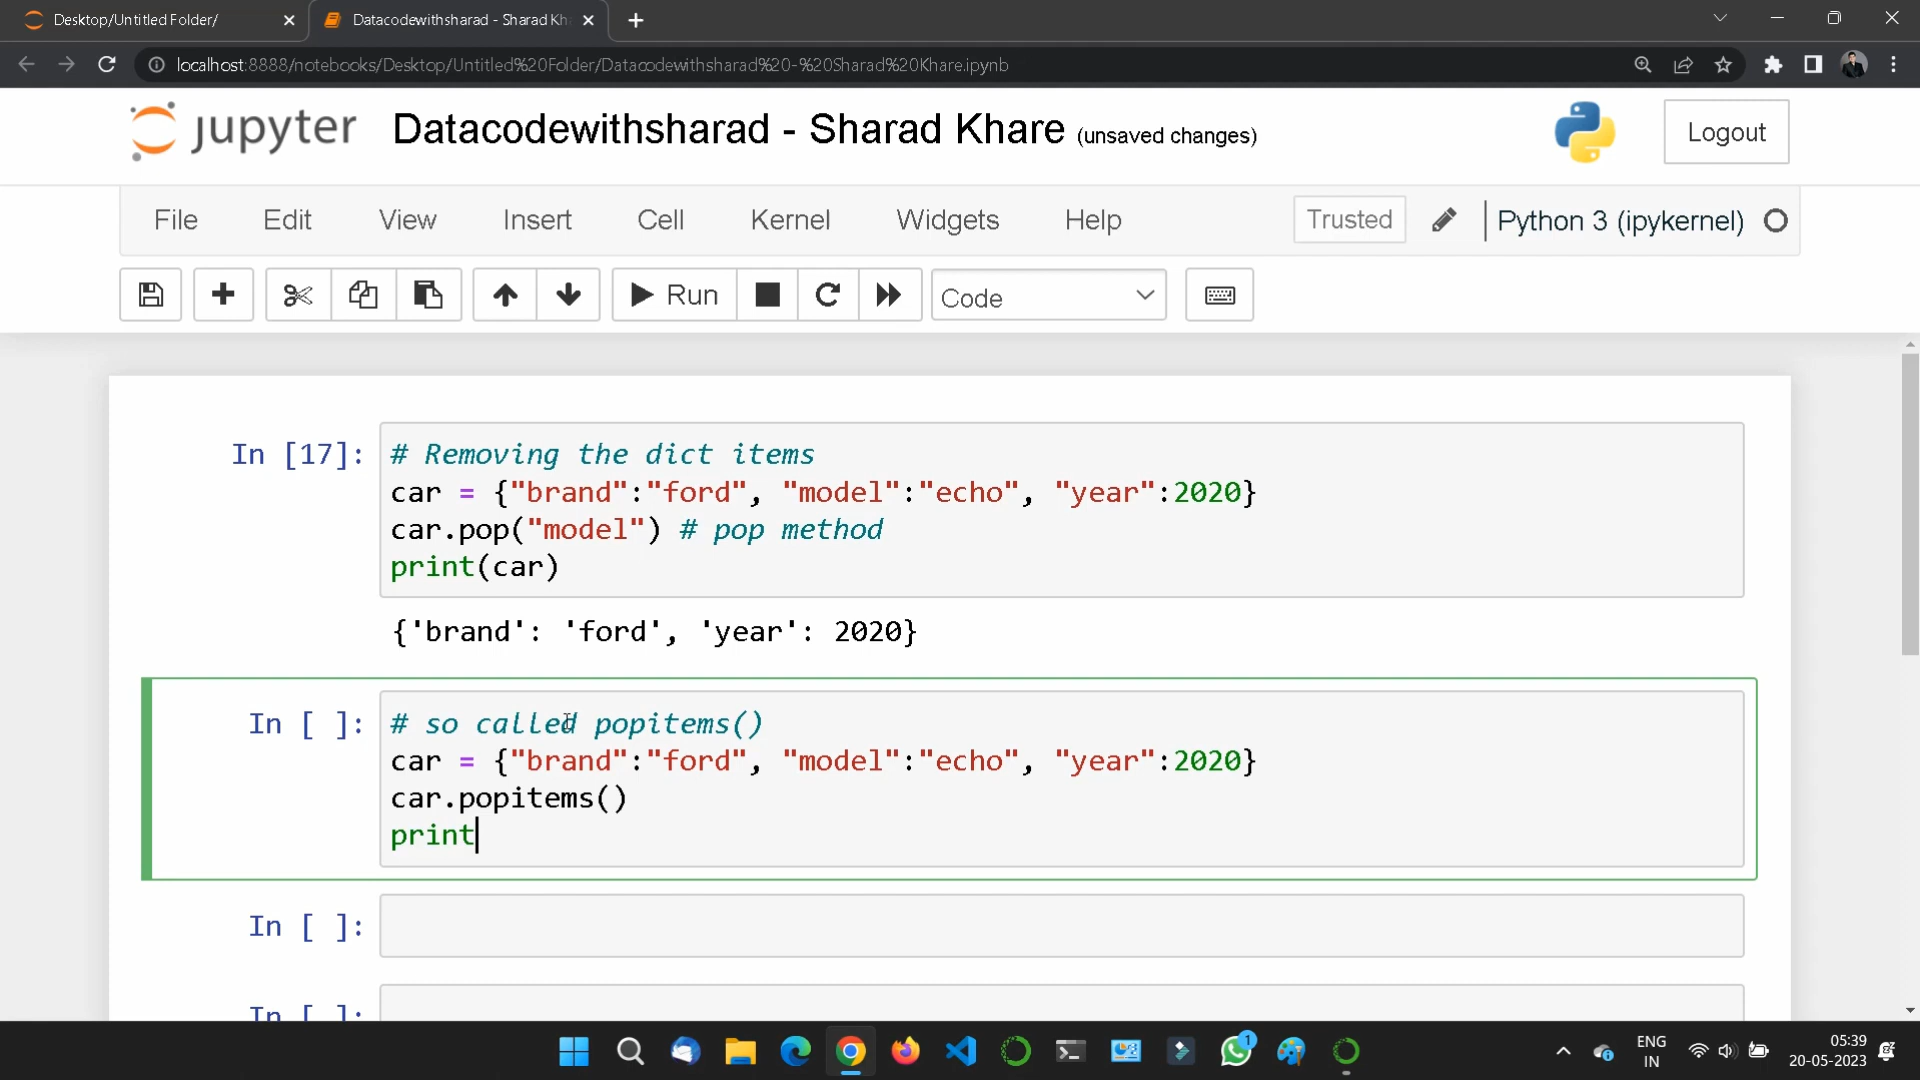 Desktop/Untitled Folder/
Datacodewithsharad - Sharad Kh
localhost:8888/notebooks/Desktop/Untitled%20Folder/Datacodewithsharad%20-%20Sharad%20Khare.ipynb
jupyter Datacodewithsharad - Sharad Khare (unsaved changes)
Logout
File Edit View Insert Cell Kernel Widgets Help
Trusted
Python 3 (ipykernel)
Run
Code
In [17]: # Removing the dict items
car = {"brand":"ford", "model":"echo", "year":2020}
car.pop("model") # pop method
print(car)
{'brand': 'ford', 'year': 2020}
In [ ]: # so called popitems()
car = {"brand":"ford", "model":"echo", "year":2020}
car.popitems()
print
In [ ]:
In [ ]:
1
ENG
IN
05:39
20-05-2023